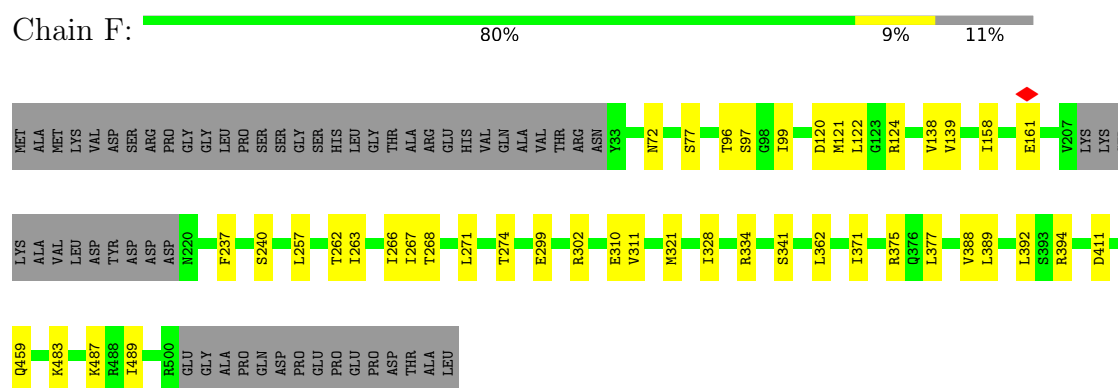 Chain F:
80% 9% 11%
MET ALA MET LYS VAL ASP SER ARG PRO GLY GLY LEU PRO SER SER GLY SER HIS LEU GLY THR ALA ARG GLU HIS VAL GLN ALA VAL THR ARG ASN Y33 N72 S77 T96 S97 G98 I99 D120 M121 L122 G123 R124 V138 V139 I158 E161 V207 LYS LYS
LYS ALA VAL LEU ASP TYR ASP ASP ASP N220 F237 S240 L257 T262 I263 I266 I267 T268 L271 T274 E299 R302 E310 V311 M321 I328 R334 S341 L362 I371 R375 Q376 L377 V388 L389 L392 S393 R394 D411
Q459 K483 K487 R488 I489 R500 GLU GLY ALA PRO GLN ASP PRO GLU PRO GLU PRO ASP THR ALA LEU